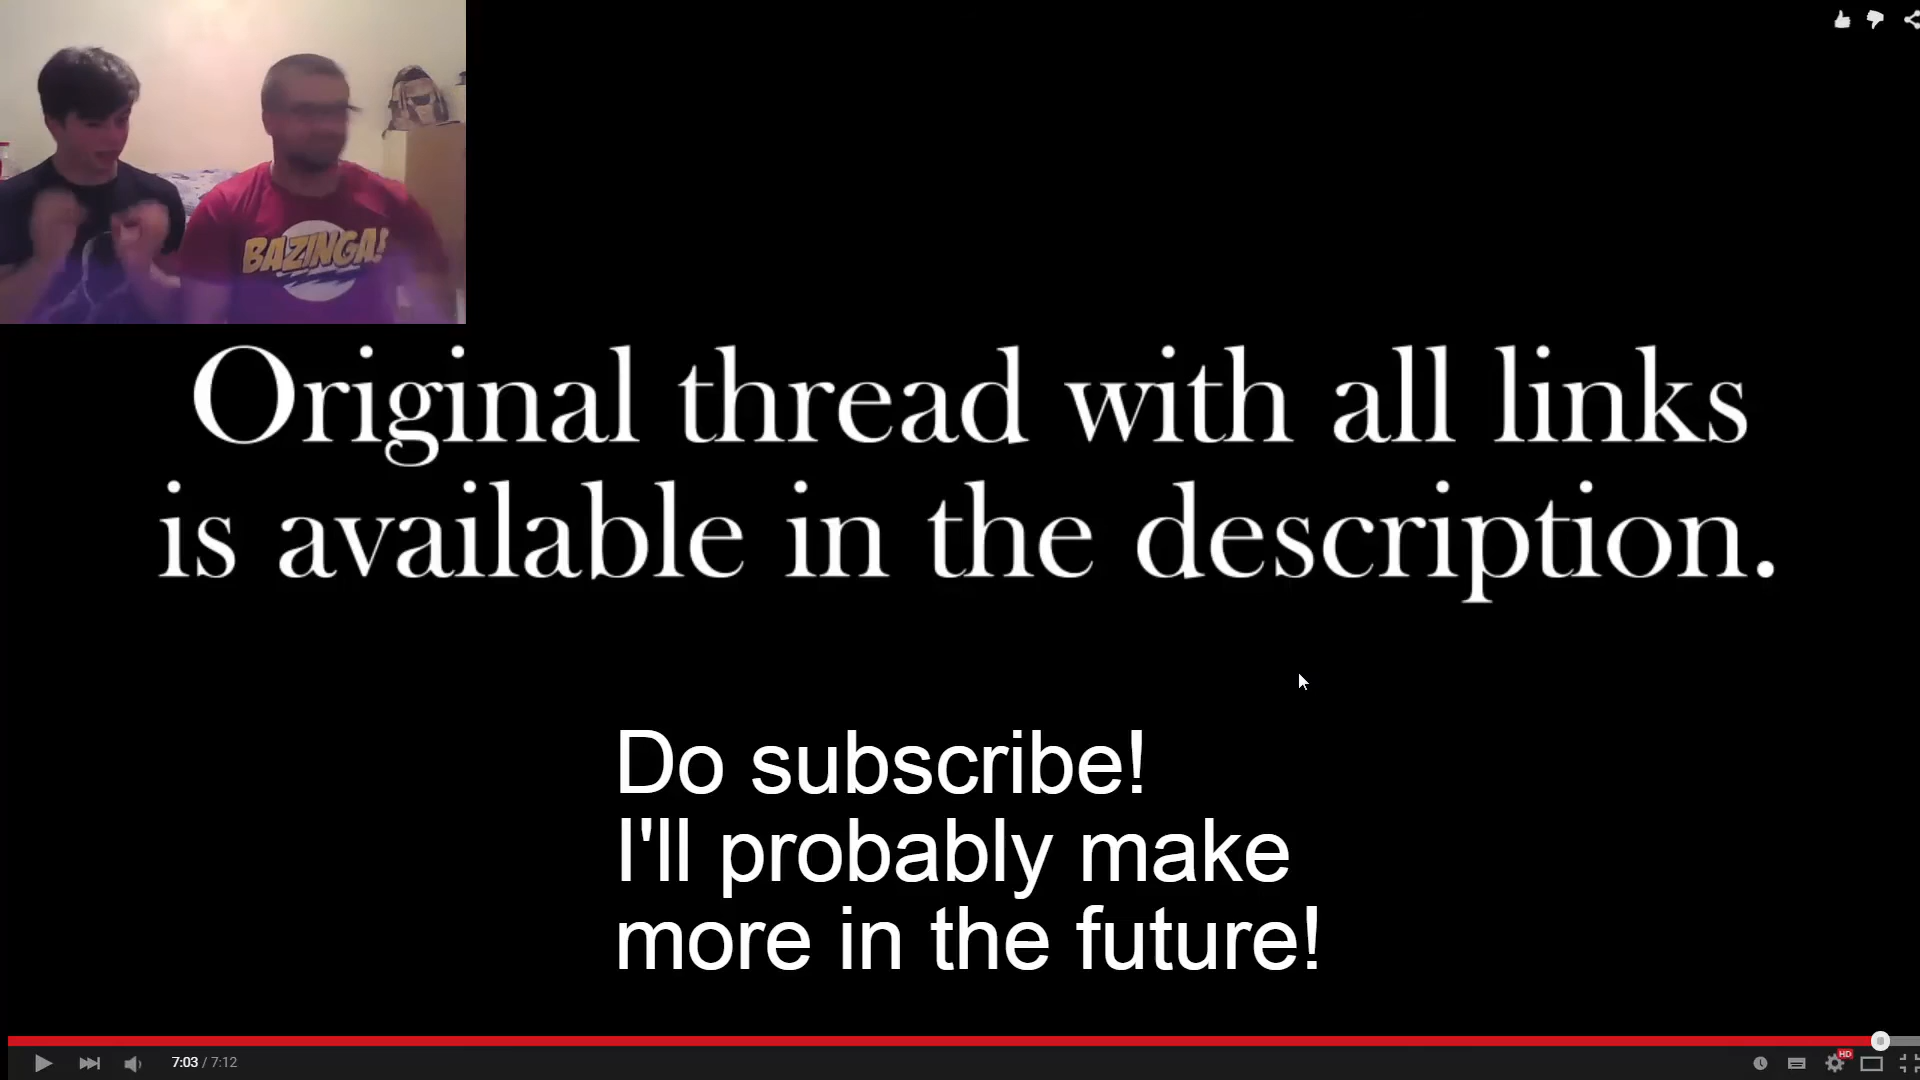 BAZINGA!
Original thread with all links
is available in the description.
Do subscribe!
I'll probably make
more in the future!
7:03 / 7:12
HD